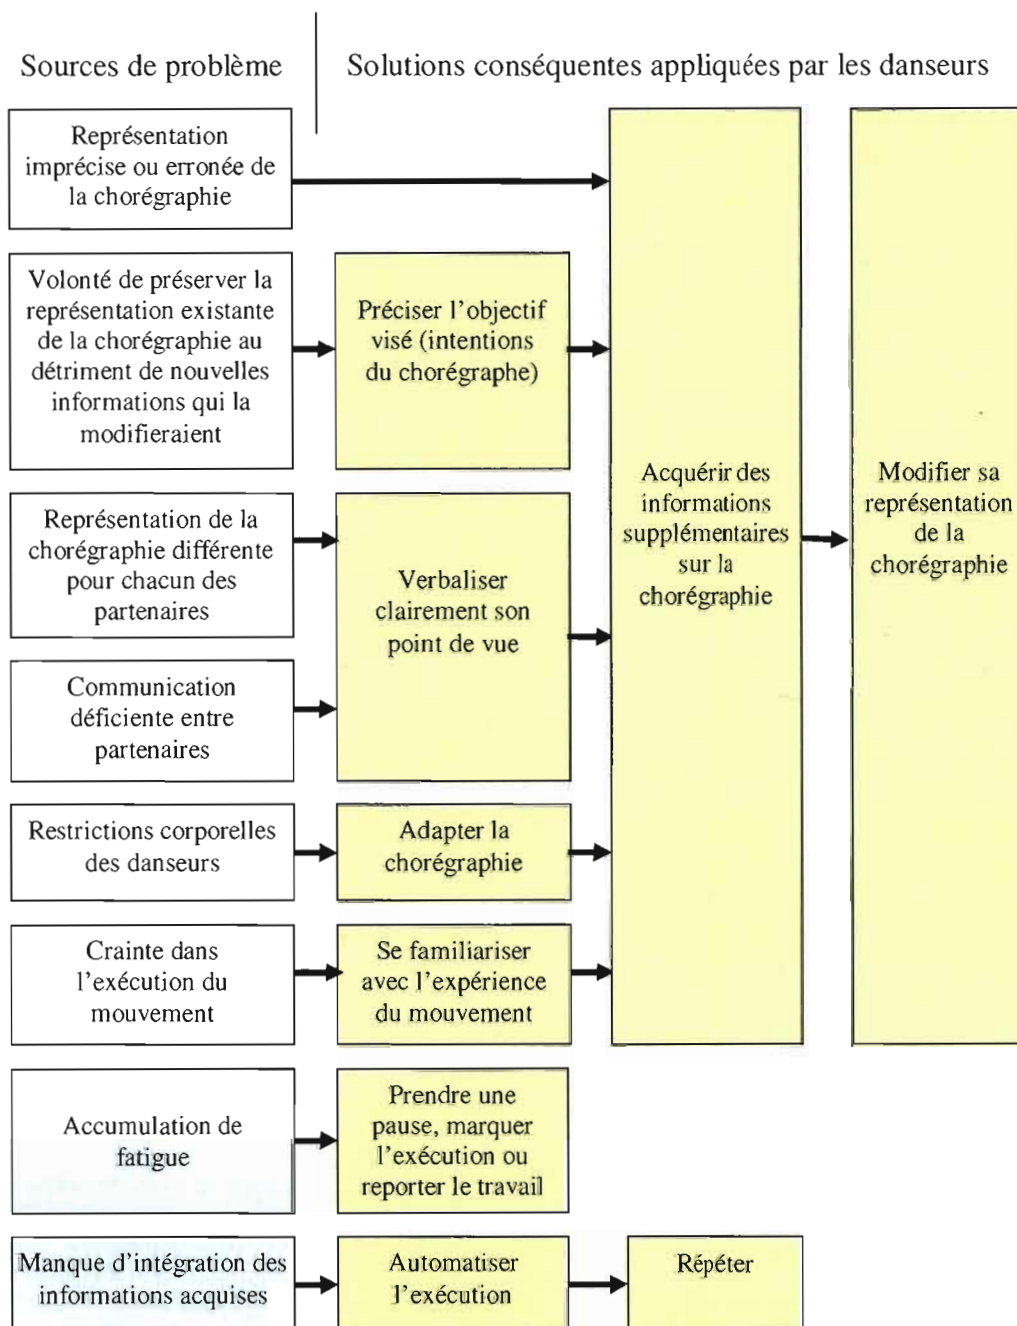 Sources de problème
Solutions conséquentes appliquées par les danseurs
Représentation
imprécise ou erronée de
la chorégraphie
Volonté de préserver la
représentation existante
de la chorégraphie au
détriment de nouvelles
informations qui la
modifieraient
Préciser l'objectif
visé (intentions
du chorégraphe)
Représentation de la
chorégraphie différente
pour chacun des
partenaires
Verbaliser
clairement son
point de vue
Communication
déficiente entre
partenaires
Restrictions corporelles
des danseurs
Adapter la
chorégraphie
Crainte dans
l'exécution du
mouvement
Se familiariser
avec l'expérience
du mouvement
Acquérir des
informations
supplémentaires
sur la
chorégraphie
Modifier sa
représentation
de la
chorégraphie
Accumulation de
fatigue
Prendre une
pause, marquer
l'exécution ou
reporter le travail
Manque d'intégration des
informations acquises
Automatiser
l'exécution
Répéter